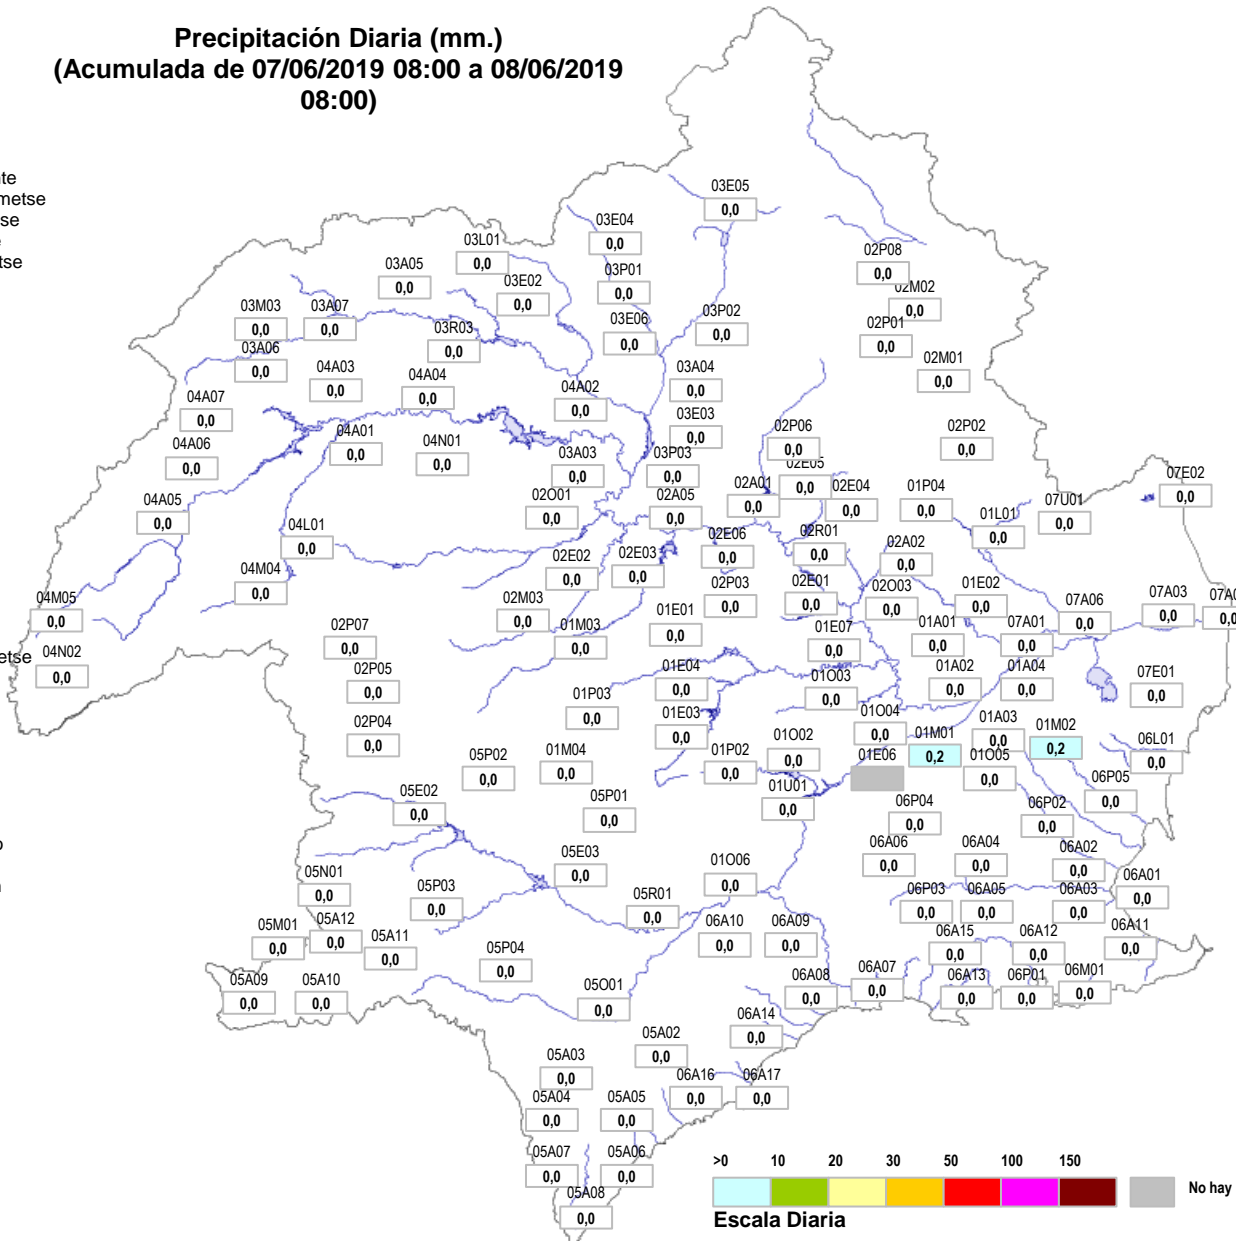 Precipitación Diaria (mm.)
(Acumulada de 07/06/2019 08:00 a 08/06/2019
08:00)
te
metse
se
e
tse
03E05
0,0
03E04
0,0
03L01
0,0
02P08
0,0
03A05
0,0
03P01
0,0
03E02
0,0
02M02
0,0
03M03
0,0
03A07
0,0
03E06
0,0
03P02
0,0
02P01
0,0
03R03
0,0
03A06
0,0
02M01
0,0
04A03
0,0
04A04
0,0
03A04
0,0
04A02
0,0
04A07
0,0
03E03
0,0
02P06
0,0
02P02
0,0
04A01
0,0
04N01
0,0
04A06
0,0
03A03
0,0
03P03
0,0
02E05
0,0
07E02
0,0
02A01
0,0
02E04
0,0
01P04
0,0
04A05
0,0
02O01
0,0
02A05
0,0
07U01
0,0
01L01
0,0
04L01
0,0
02E06
0,0
02R01
0,0
02A02
0,0
02E02
0,0
02E03
0,0
04M04
0,0
02P03
0,0
02E01
0,0
02O03
0,0
01E02
0,0
04M05
0,0
02M03
0,0
01E01
0,0
07A06
0,0
07A03
0,0
07A0
0,0
02P07
0,0
01M03
0,0
01E07
0,0
01A01
0,0
07A01
0,0
etse
04N02
0,0
02P05
0,0
01E04
0,0
01O03
0,0
01A02
0,0
01A04
0,0
07E01
0,0
01P03
0,0
02P04
0,0
01E03
0,0
01O04
0,0
01M01
0,2
01A03
0,0
01M02
0,2
06L01
0,0
05P02
0,0
01M04
0,0
01P02
0,0
01O02
0,0
01E06
01O05
0,0
05E02
0,0
05P01
0,0
01U01
0,0
06P04
0,0
06P02
0,0
06P05
0,0
o
05E03
0,0
01O06
0,0
06A06
0,0
06A04
0,0
06A02
0,0
n
05N01
0,0
05P03
0,0
05R01
0,0
06P03
0,0
06A05
0,0
06A03
0,0
06A01
0,0
05M01
0,0
05A12
0,0
05A11
0,0
06A10
0,0
06A09
0,0
06A15
0,0
06A12
0,0
06A11
0,0
05P04
0,0
05A09
0,0
05A10
0,0
05O01
0,0
06A08
0,0
06A07
0,0
06A13
0,0
06P01
0,0
06M01
0,0
06A14
0,0
05A02
0,0
05A03
0,0
06A16
0,0
06A17
0,0
05A04
0,0
05A05
0,0
05A07
0,0
05A06
0,0
05A08
0,0
>0 10 20 30 50 100 150
No hay
Escala Diaria